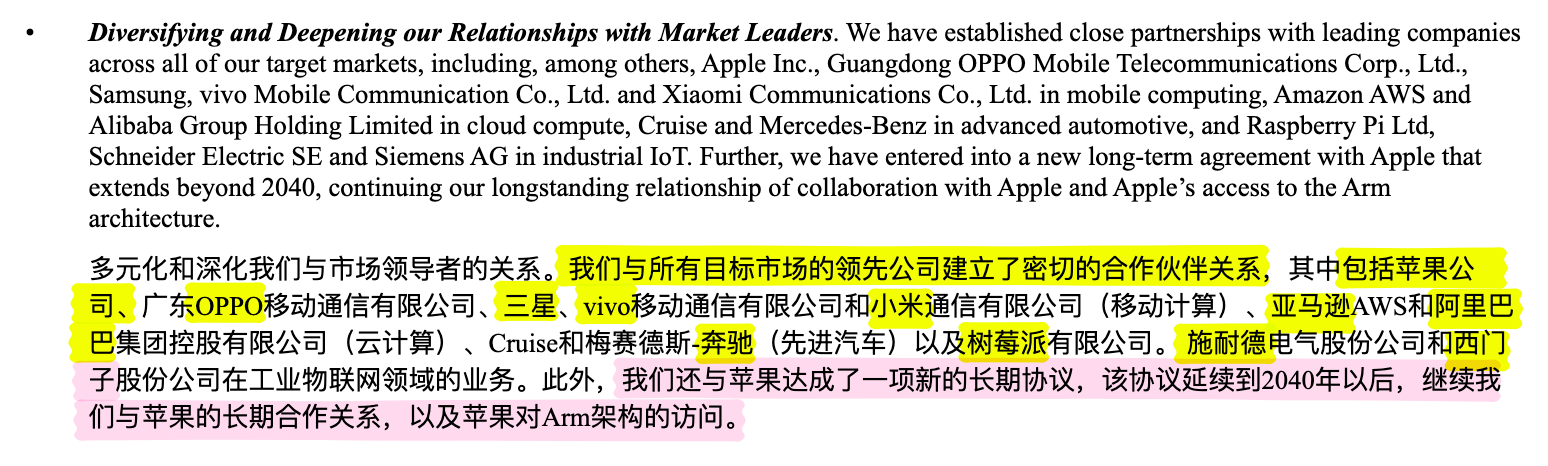 • Diversifying and Deepening our Relationships with Market Leaders. We have established close partnerships with leading companies
across all of our target markets, including, among others, Apple Inc., Guangdong OPPO Mobile Telecommunications Corp., Ltd.,
Samsung, vivo Mobile Communication Co., Ltd. and Xiaomi Communications Co., Ltd. in mobile computing, Amazon AWS and
Alibaba Group Holding Limited in cloud compute, Cruise and Mercedes-Benz in advanced automotive, and Raspberry Pi Ltd,
Schneider Electric SE and Siemens AG in industrial IoT. Further, we have entered into a new long-term agreement with Apple that
extends beyond 2040, continuing our longstanding relationship of collaboration with Apple and Apple’s access to the Arm
architecture.
多元化和深化我们与市场领导者的关系。我们与所有目标市场的领先公司建立了密切的合作伙伴关系，其中包括苹果公
司、广东OPPO移动通信有限公司、三星、vivo移动通信有限公司和小米通信有限公司（移动计算）、亚马逊AWS和阿里巴
巴集团控股有限公司（云计算）、Cruise和梅赛德斯-奔驰（先进汽车）以及树莓派有限公司。施耐德电气股份公司和西门
子股份公司在工业物联网领域的业务。此外，我们还与苹果达成了一项新的长期协议，该协议延续到2040年以后，继续我
们与苹果的长期合作关系，以及苹果对Arm架构的访问。